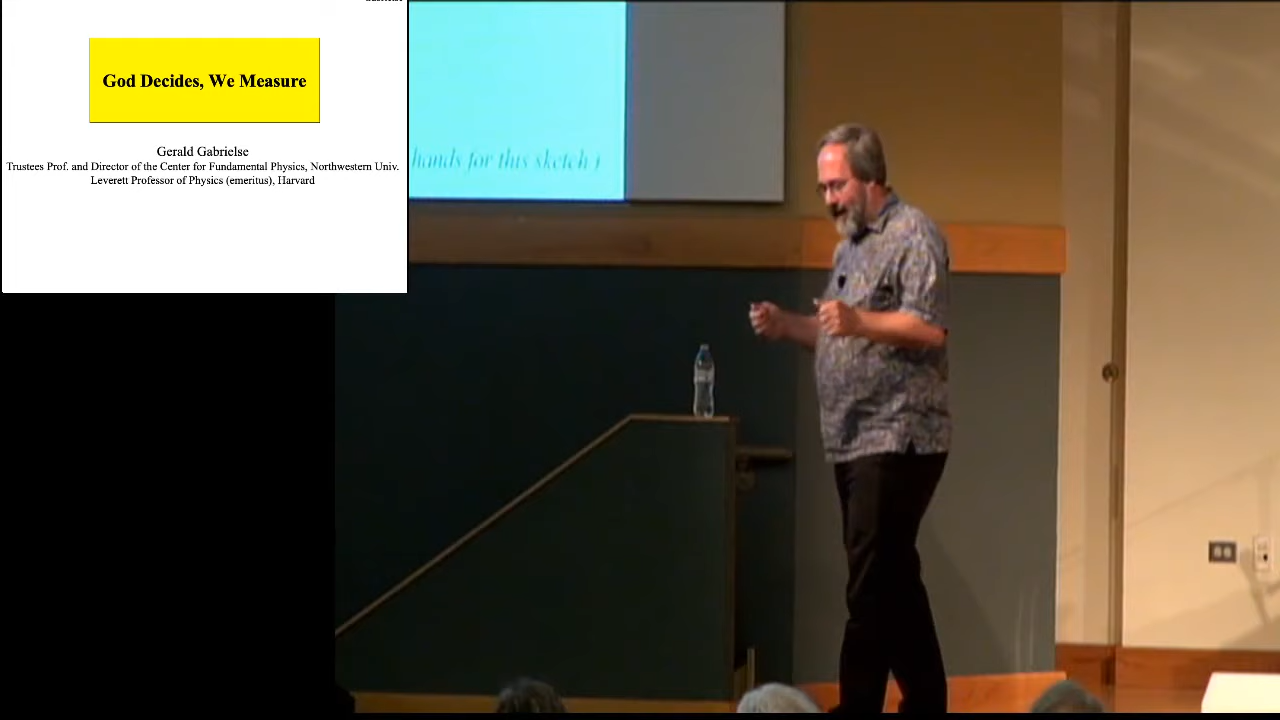 God Decides, We Measure
Gerald Gabrielse
Trustees Prof. and Director of the Center for Fundamental Physics, Northwestern Univ.
Leverett Professor of Physics (emeritus), Harvard
hands for this sketch )